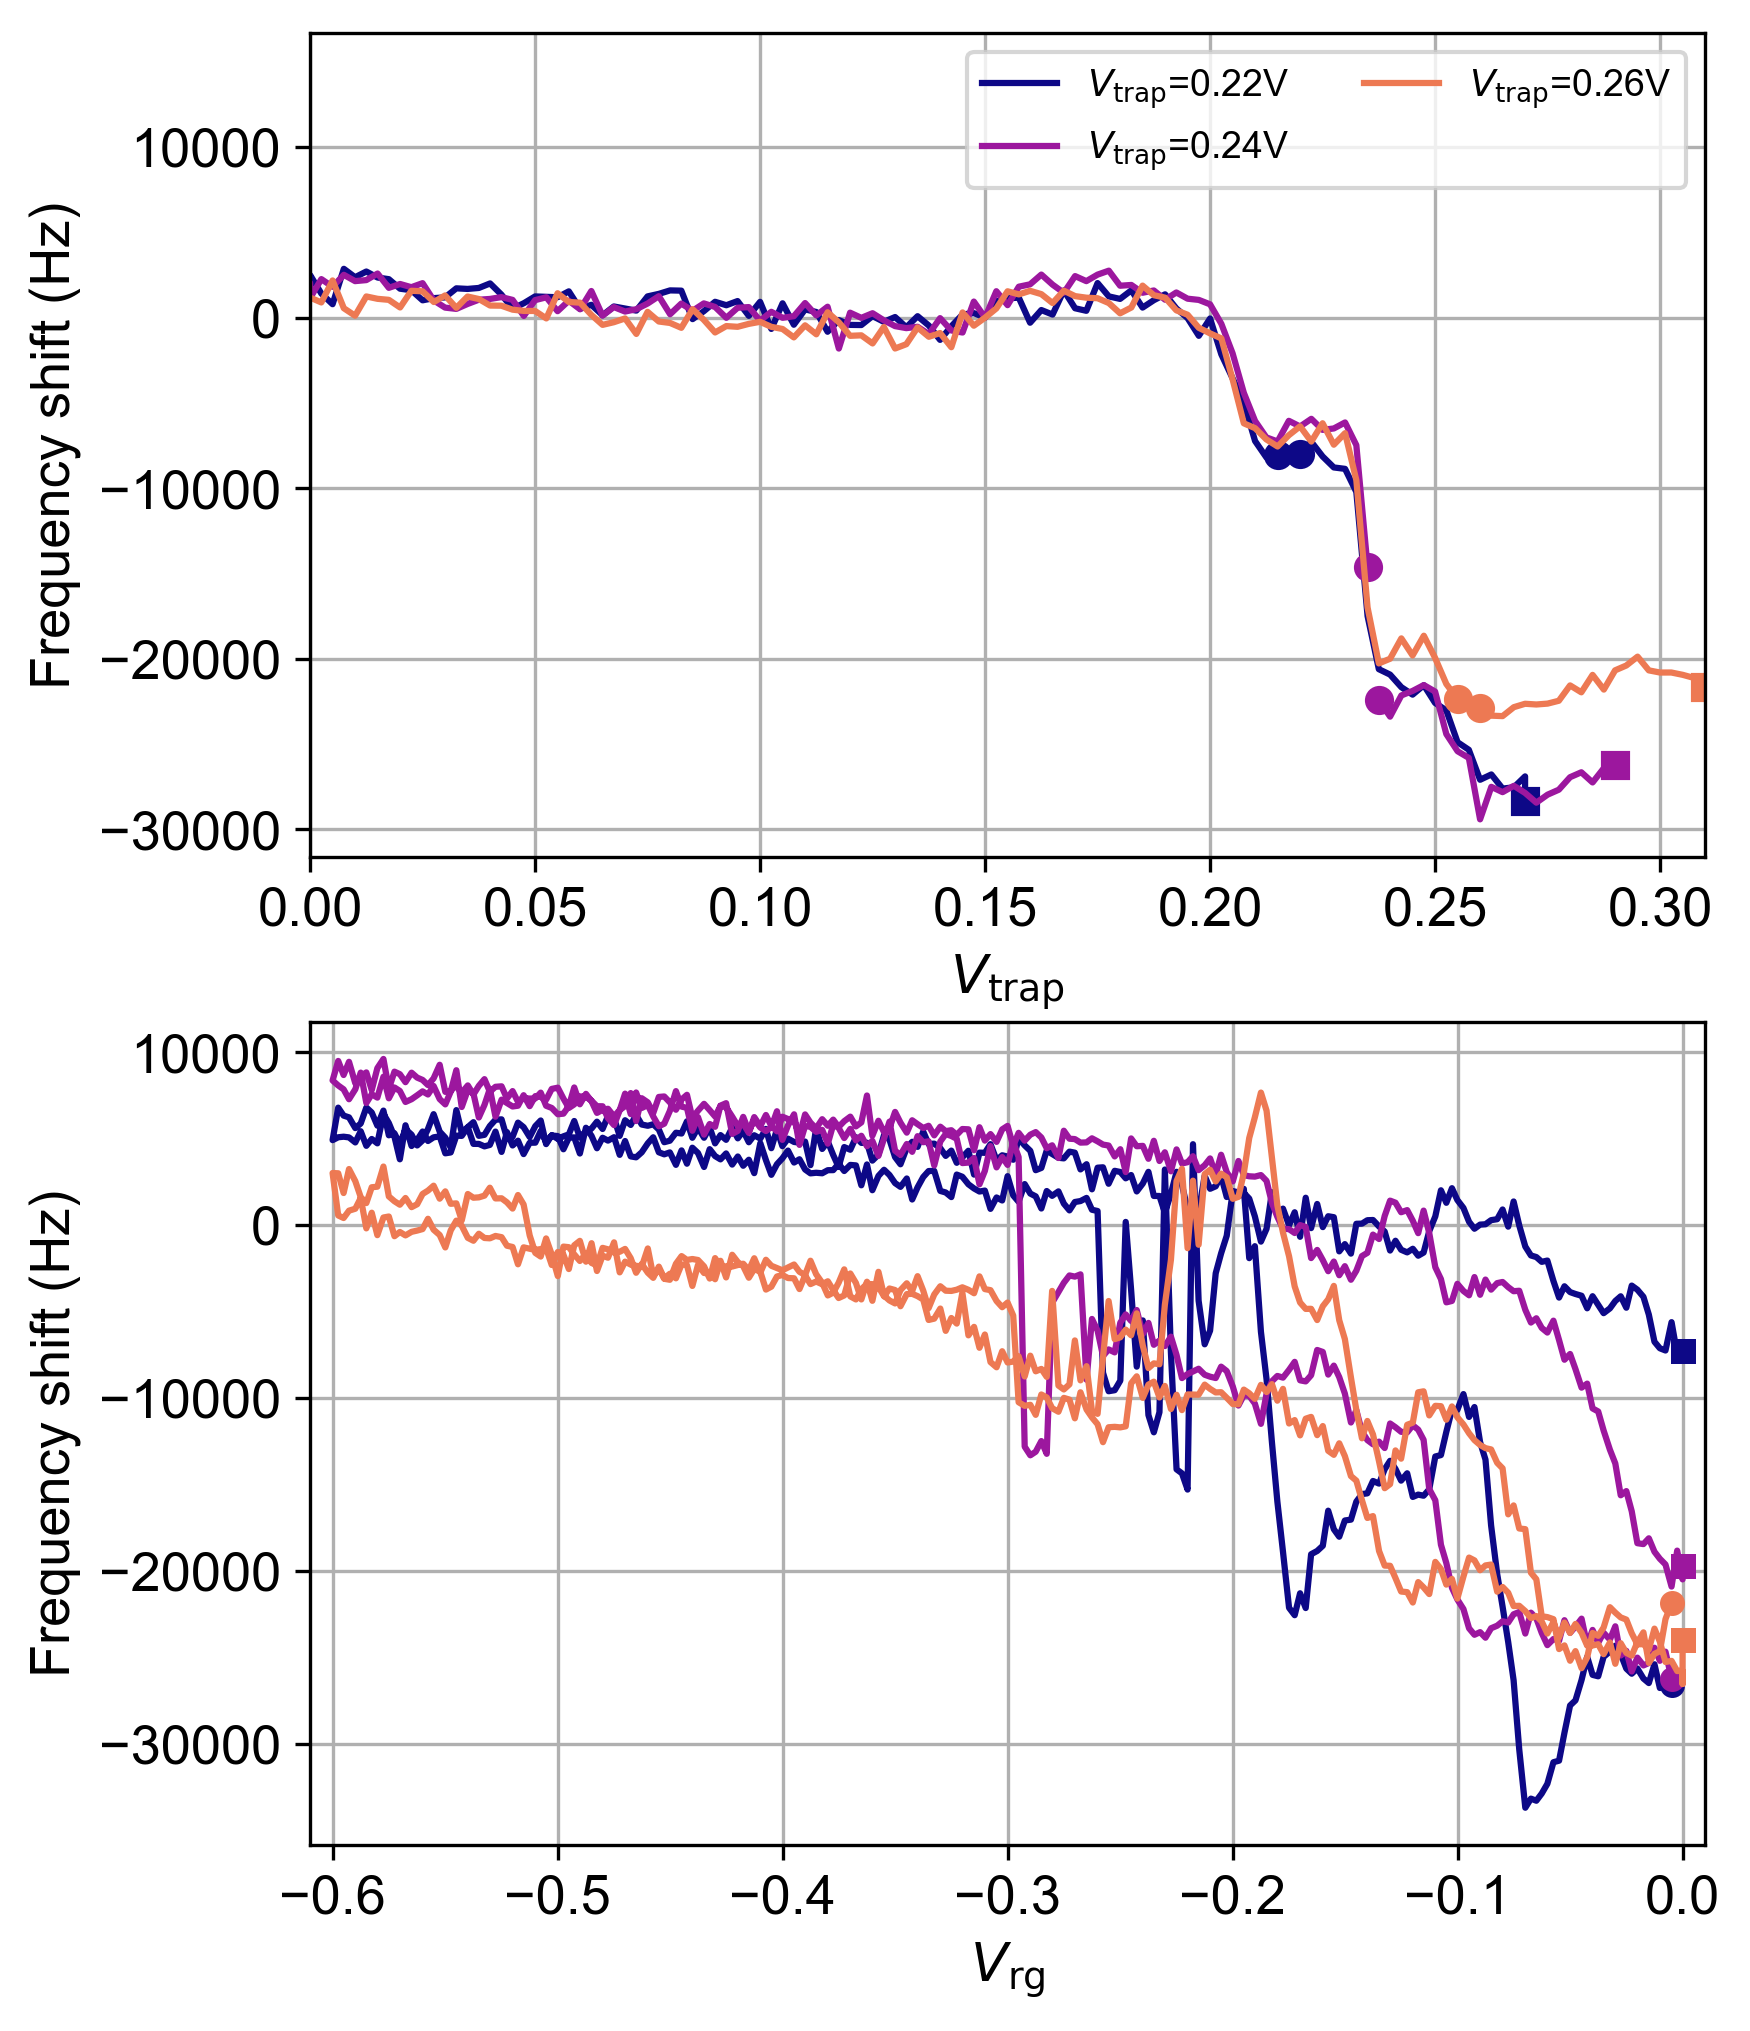 V_trap=0.22V V_trap=0.26V
V_trap=0.24V
Frequency shift (Hz)
10000
0
−10000
−20000
−30000
0.00 0.05 0.10 0.15 0.20 0.25 0.30
V_trap
Frequency shift (Hz)
10000
0
−10000
−20000
−30000
−0.6 −0.5 −0.4 −0.3 −0.2 −0.1 0.0
V_rg